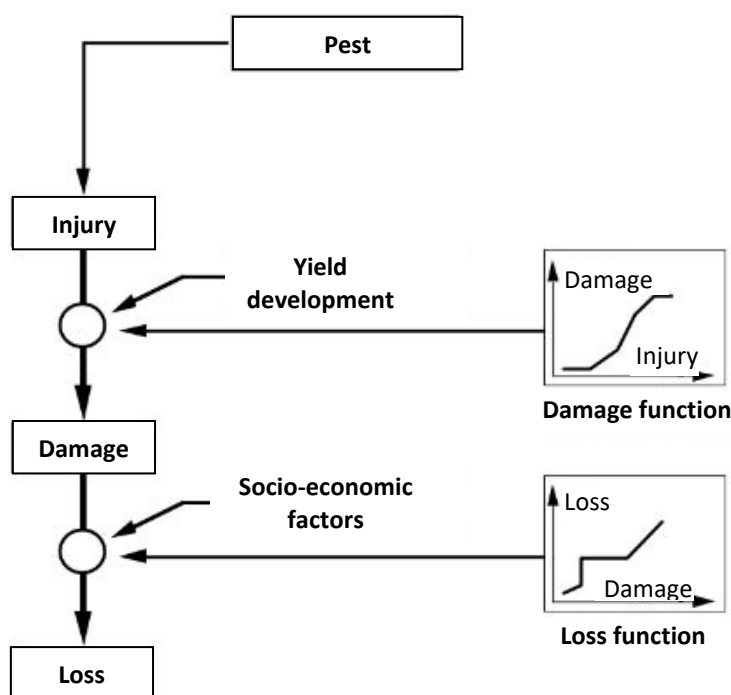 Pest
Injury
Yield
development
Damage
Injury
Damage function
Damage
Socio-economic
factors
Loss
Damage
Loss function
Loss